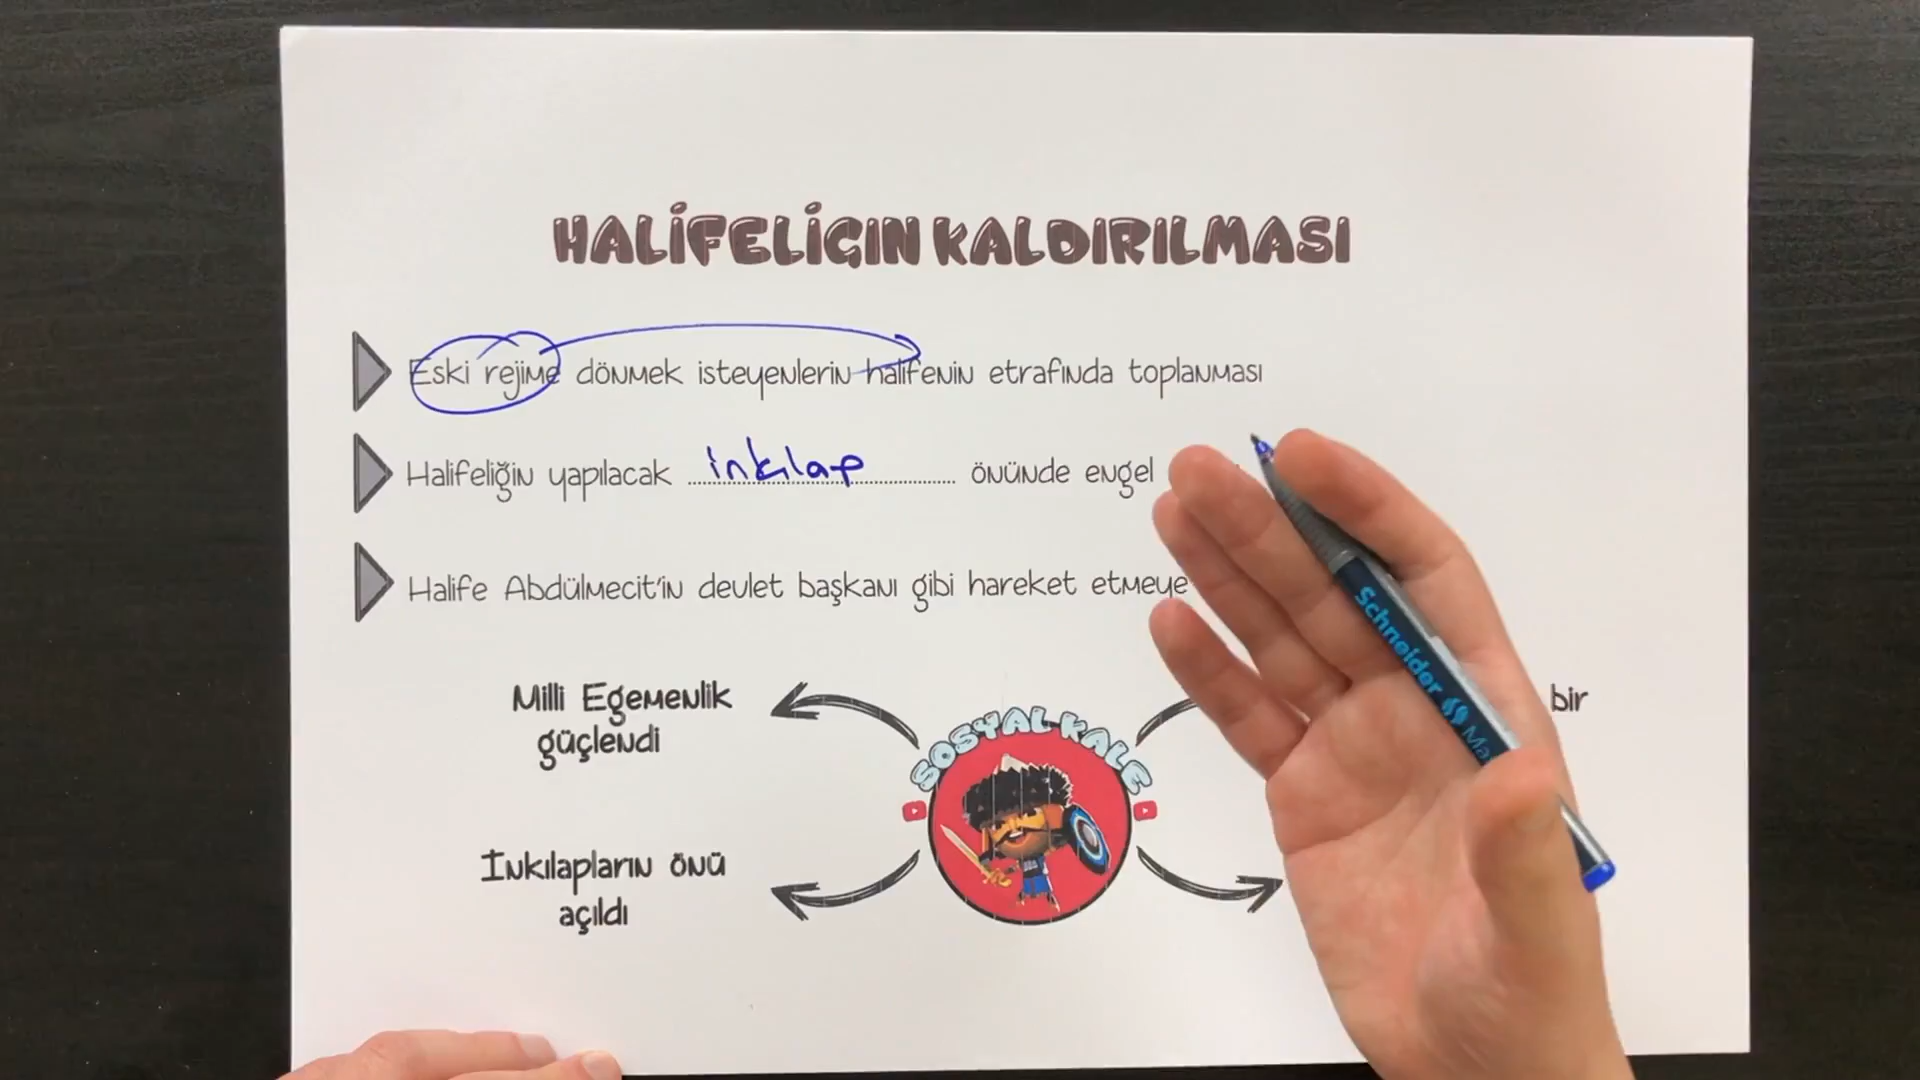 HALİFELİĞIN KALDIRILMASI
Eski rejime dönmek isteyenlerin halifenin etrafında toplanması
Halifeliğin yapılacak inkılap önünde engel
Halife Abdülmecit'in devlet başkanı gibi hareket etmeye
Milli Egemenlik
güçlendi
bir
SOSYAL KALE
İnkılapların önü
açıldı
Schneider